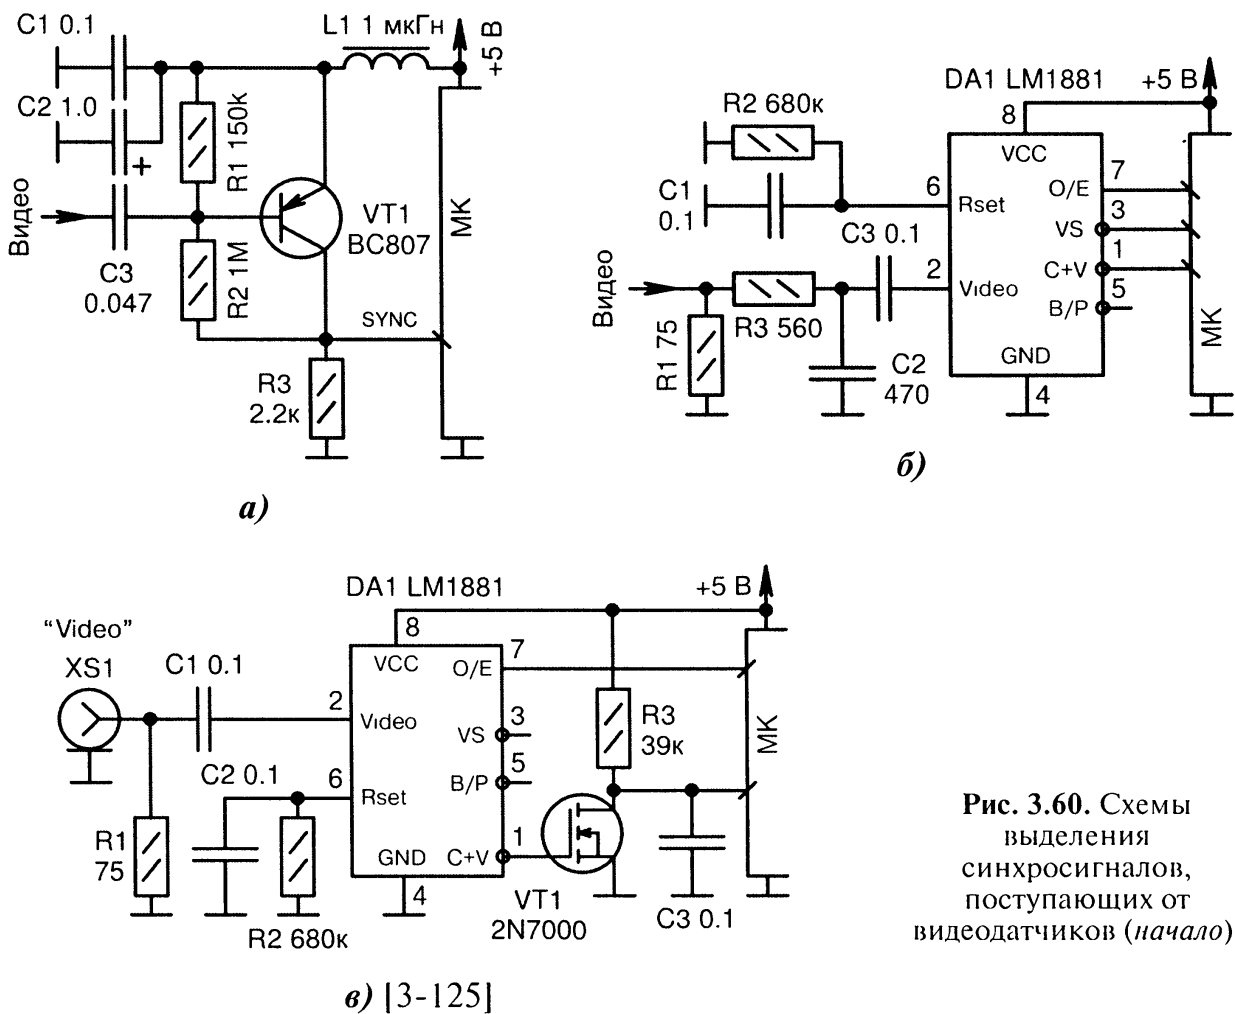 C1 0.1
L1 1 мкГн
+5 В
C2 1.0
+
R1 150k
Видео
C3
0.047
R2 1M
VT1
BC807
МК
SYNC
R3
2.2к
а)
DA1 LM1881
+5 В
R2 680к
8
VCC
C1
0.1
6
Rset
O/E
7
VS
3
C+V
1
B/P
5
Видео
C3 0.1
2
Video
R1 75
R3 560
C2
470
GND
4
МК
б)
DA1 LM1881
+5 В
"Video"
XS1
C1 0.1
8
VCC
O/E
7
2
Video
VS
3
R3
39к
МК
C2 0.1
6
Rset
B/P
5
R1
75
GND
C+V
1
4
R2 680к
VT1
2N7000
C3 0.1
в) [3-125]
Рис. 3.60. Схемы
выделения
синхросигналов,
поступающих от
видеодатчиков (начало)